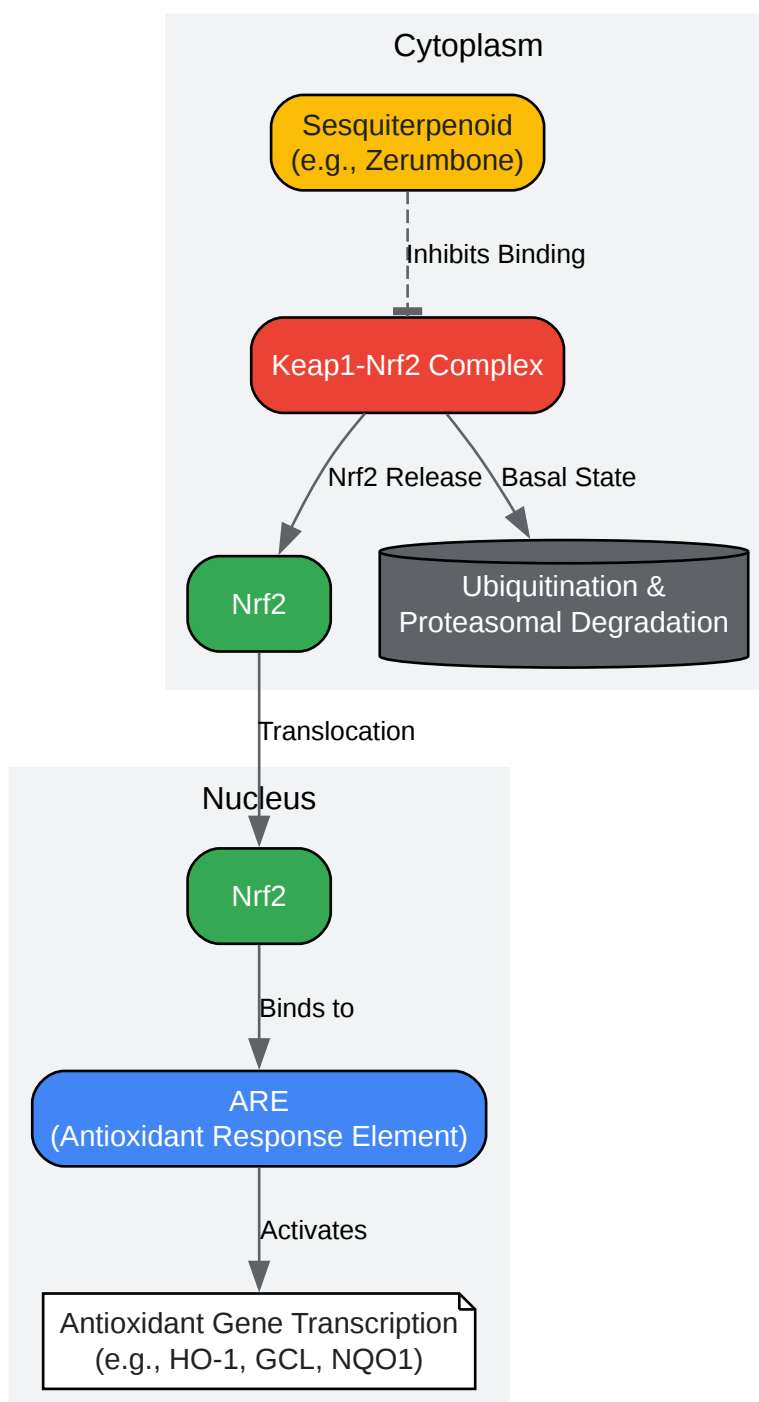 Cytoplasm
Sesquiterpenoid
(e.g., Zerumbone)
Inhibits Binding
Keap1-Nrf2 Complex
Nrf2 Release
Basal State
Nrf2
Ubiquitination &
Proteasomal Degradation
Translocation
Nucleus
Nrf2
Binds to
ARE
(Antioxidant Response Element)
Activates
Antioxidant Gene Transcription
(e.g., HO-1, GCL, NQO1)